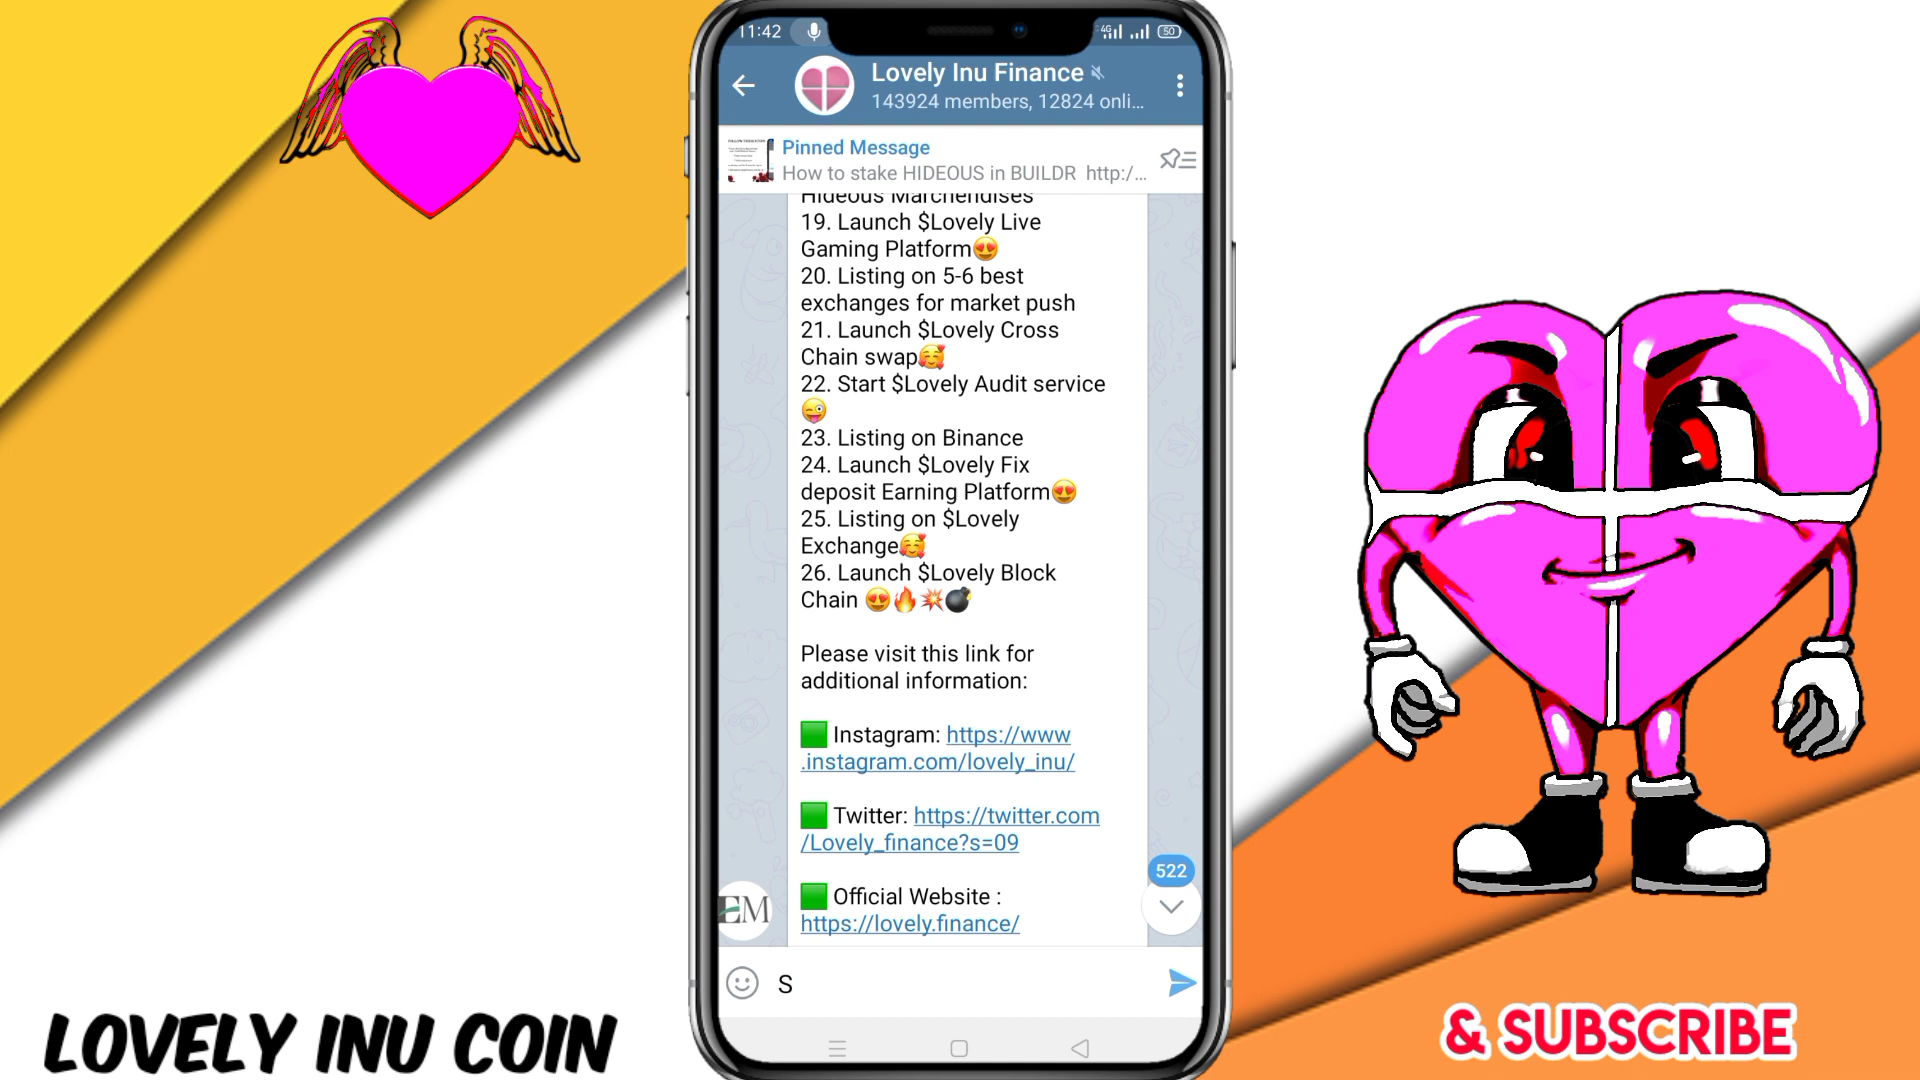 11:42
4G
50
Lovely Inu Finance
143924 members, 12824 onli...
Pinned Message
How to stake HIDEOUS in BUILDR http:/...
Hideous Marchendises
19. Launch $Lovely Live
Gaming Platform😍
20. Listing on 5-6 best
exchanges for market push
21. Launch $Lovely Cross
Chain swap🥰
22. Start $Lovely Audit service
😜
23. Listing on Binance
24. Launch $Lovely Fix
deposit Earning Platform😍
25. Listing on $Lovely
Exchange🥰
26. Launch $Lovely Block
Chain 😍🔥💥💣
Please visit this link for
additional information:
🟩 Instagram: https://www
.instagram.com/lovely_inu/
🟩 Twitter: https://twitter.com
/Lovely_finance?s=09
522
🟩 Official Website :
https://lovely.finance/
EM
S
LOVELY INU COIN
& SUBSCRIBE